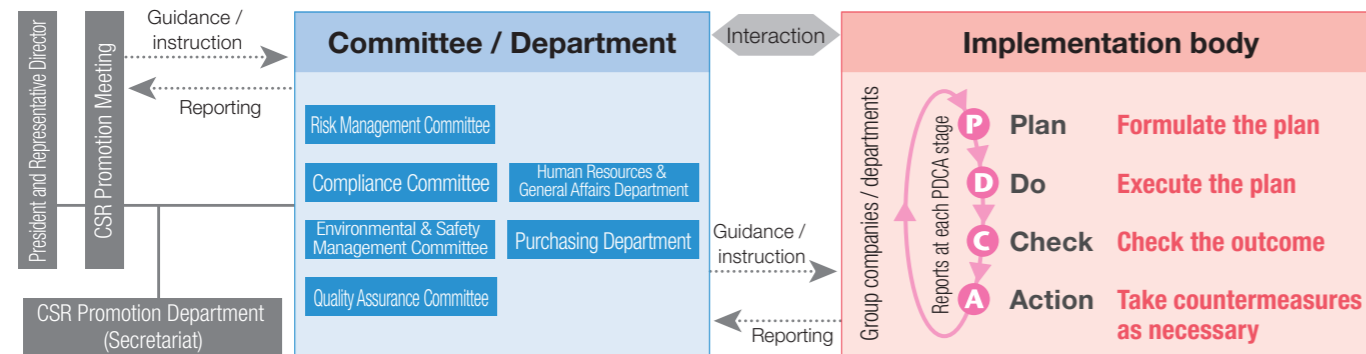 President and Representative Director
CSR Promotion Meeting
Guidance /
instruction
Reporting
CSR Promotion Department
(Secretariat)
Committee / Department
Risk Management Committee
Compliance Committee
Human Resources &
General Affairs Department
Environmental & Safety
Management Committee
Purchasing Department
Quality Assurance Committee
Interaction
Guidance /
instruction
Reporting
Implementation body
Group companies / departments
Reports at each PDCA stage
P Plan Formulate the plan
D Do Execute the plan
C Check Check the outcome
A Action Take countermeasures
as necessary